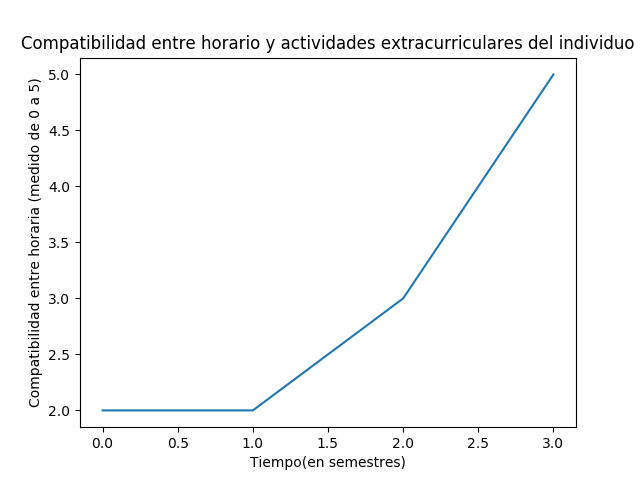 Compatibilidad entre horario y actividades extracurriculares del individuo
Compatibilidad entre horaria (medido de 0 a 5)
5.0
4.5
4.0
3.5
3.0
2.5
2.0
0.0 0.5 1.0 1.5 2.0 2.5 3.0
Tiempo(en semestres)